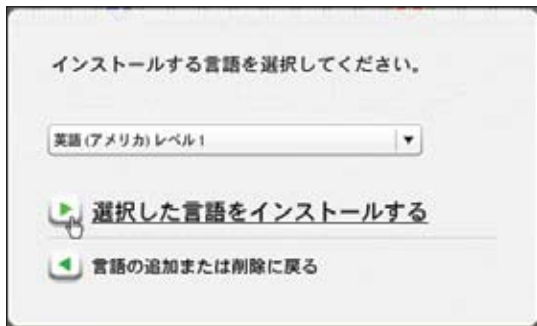 インストールする言語を選択してください。
英語 (アメリカ) レベル 1
選択した言語をインストールする
言語の追加または削除に戻る